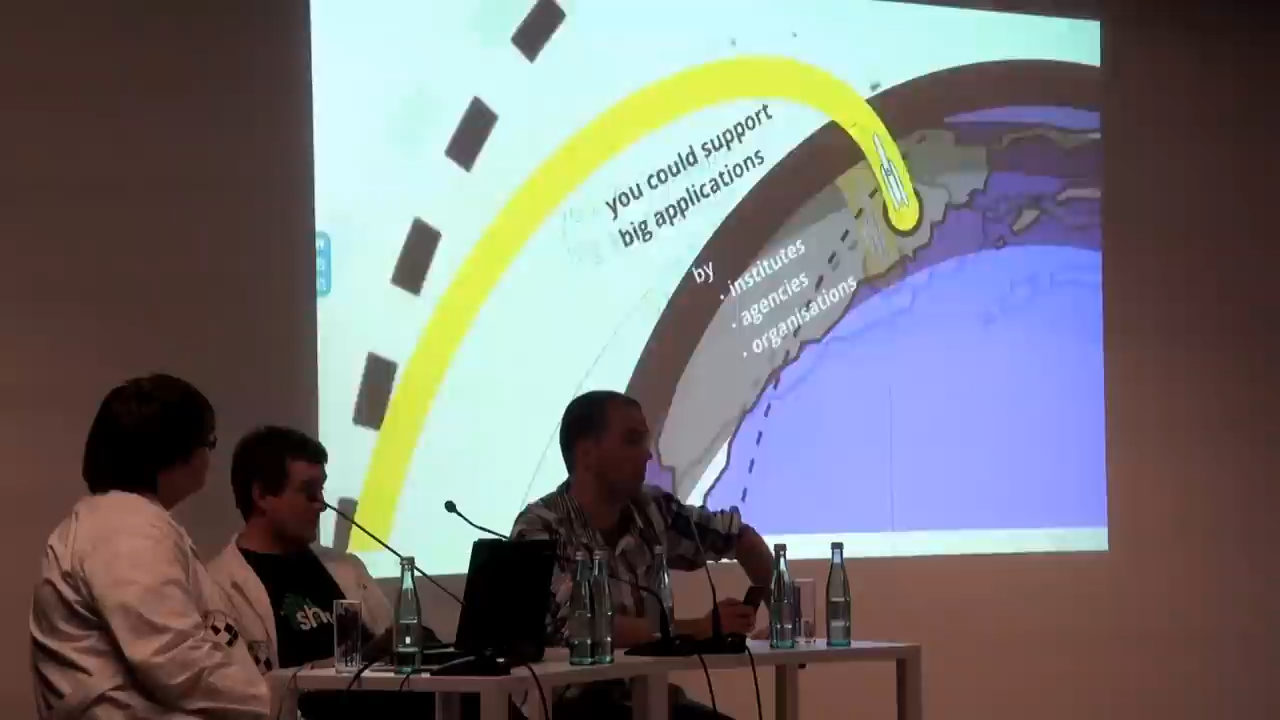 you could support
big applications
by
. institutes
. agencies
. organisations